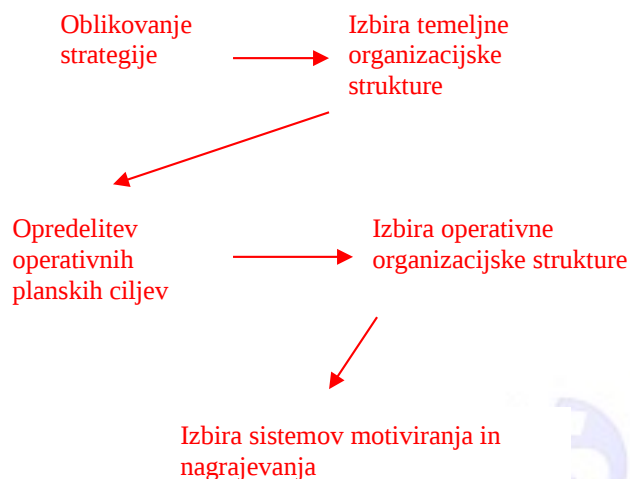 Oblikovanje
strategije
Izbira temeljne
organizacijske
strukture
Opredelitev
operativnih
planskih ciljev
Izbira operativne
organizacijske strukture
Izbira sistemov motiviranja in
nagrajevanja